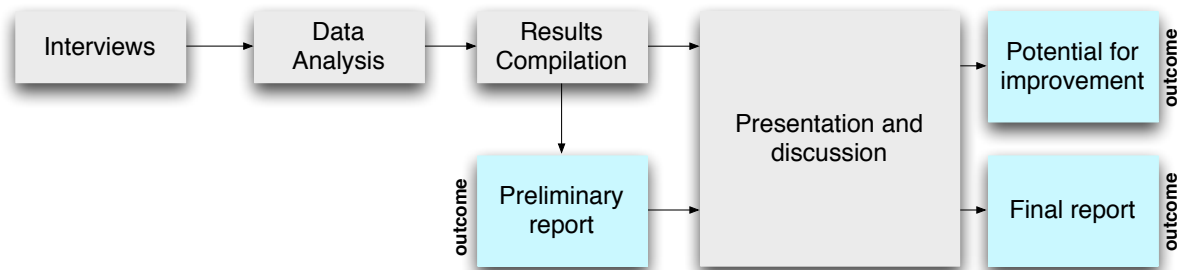 Interviews
Data
Analysis
Results
Compilation
Presentation and
discussion
Potential for
improvement
outcome
outcome
Preliminary
report
Final report
outcome